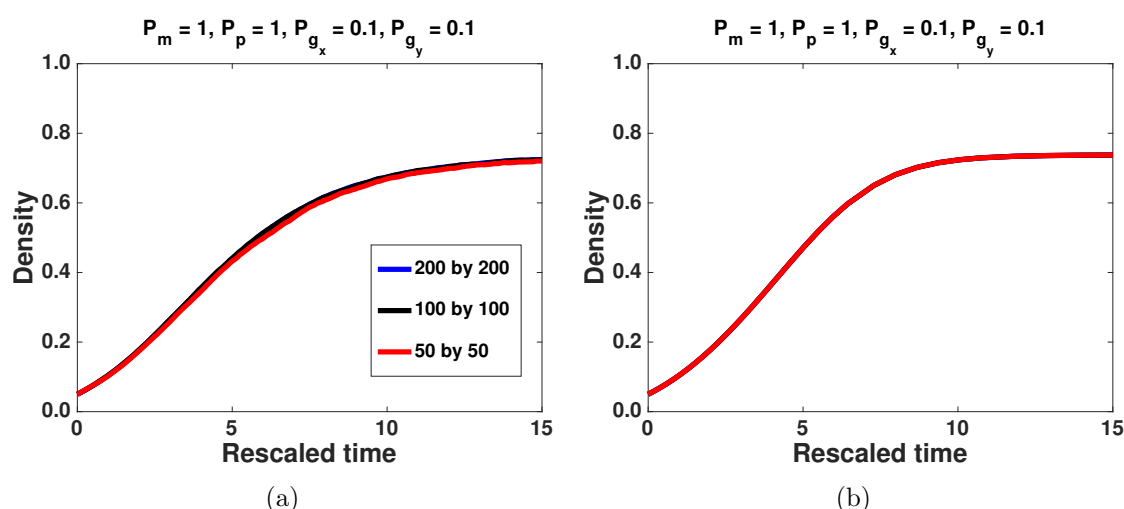 P_m = 1, P_p = 1, P_g_x = 0.1, P_g_y = 0.1
1.0
0.8
0.6
0.4
0.2
0.0
Density
0 5 10 15
Rescaled time
200 by 200
100 by 100
50 by 50
(a)
P_m = 1, P_p = 1, P_g_x = 0.1, P_g_y = 0.1
1.0
0.8
0.6
0.4
0.2
0.0
Density
0 5 10 15
Rescaled time
(b)